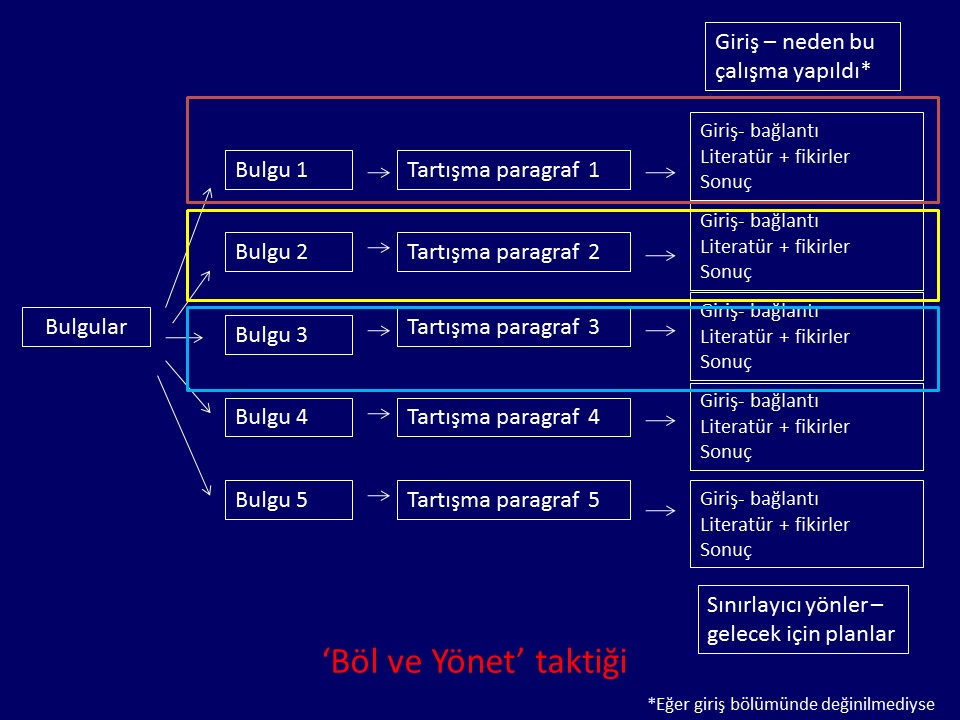 Giriş – neden bu
çalışma yapıldı*
Bulgular
Bulgu 1
Tartışma paragraf 1
Giriş- bağlantı
Literatür + fikirler
Sonuç
Bulgu 2
Tartışma paragraf 2
Giriş- bağlantı
Literatür + fikirler
Sonuç
Bulgu 3
Tartışma paragraf 3
Giriş- bağlantı
Literatür + fikirler
Sonuç
Bulgu 4
Tartışma paragraf 4
Giriş- bağlantı
Literatür + fikirler
Sonuç
Bulgu 5
Tartışma paragraf 5
Giriş- bağlantı
Literatür + fikirler
Sonuç
Sınırlayıcı yönler –
gelecek için planlar
‘Böl ve Yönet’ taktiği
*Eğer giriş bölümünde değinilmediyse